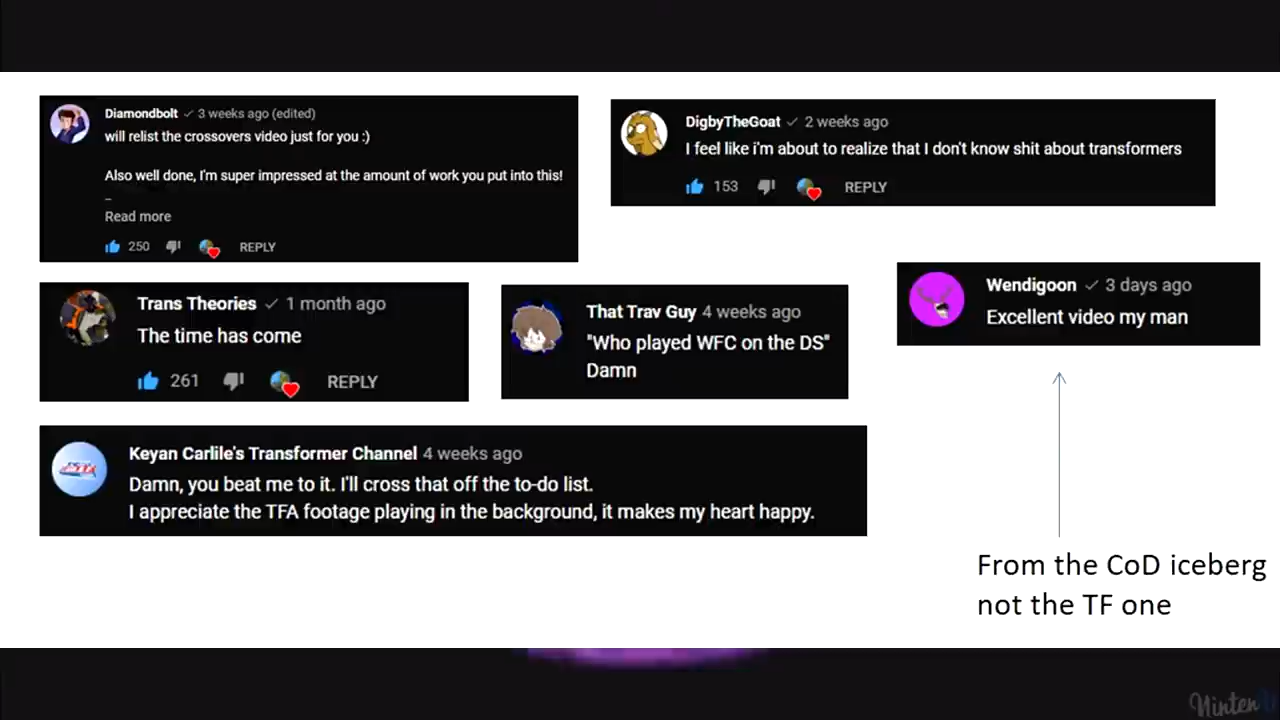 Diamondbolt ✓ 3 weeks ago (edited)
will relist the crossovers video just for you :)
Also well done, I'm super impressed at the amount of work you put into this!
–
Read more
250 REPLY
DigbyTheGoat ✓ 2 weeks ago
I feel like i'm about to realize that I don't know shit about transformers
153 REPLY
Trans Theories ✓ 1 month ago
The time has come
261 REPLY
That Trav Guy 4 weeks ago
"Who played WFC on the DS"
Damn
Wendigoon ✓ 3 days ago
Excellent video my man
Keyan Carlile's Transformer Channel 4 weeks ago
Damn, you beat me to it. I'll cross that off the to-do list.
I appreciate the TFA footage playing in the background, it makes my heart happy.
From the CoD iceberg
not the TF one